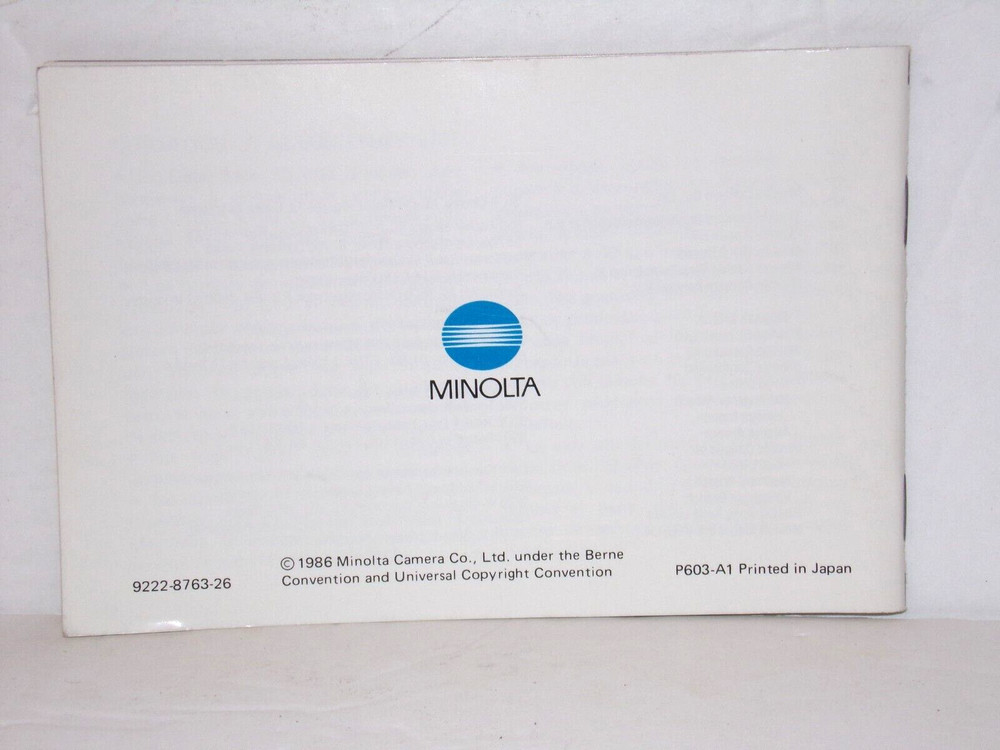 MINOLTA
9222-8763-26
©1986 Minolta Camera Co., Ltd. under the Berne
Convention and Universal Copyright Convention
P603-A1 Printed in Japan